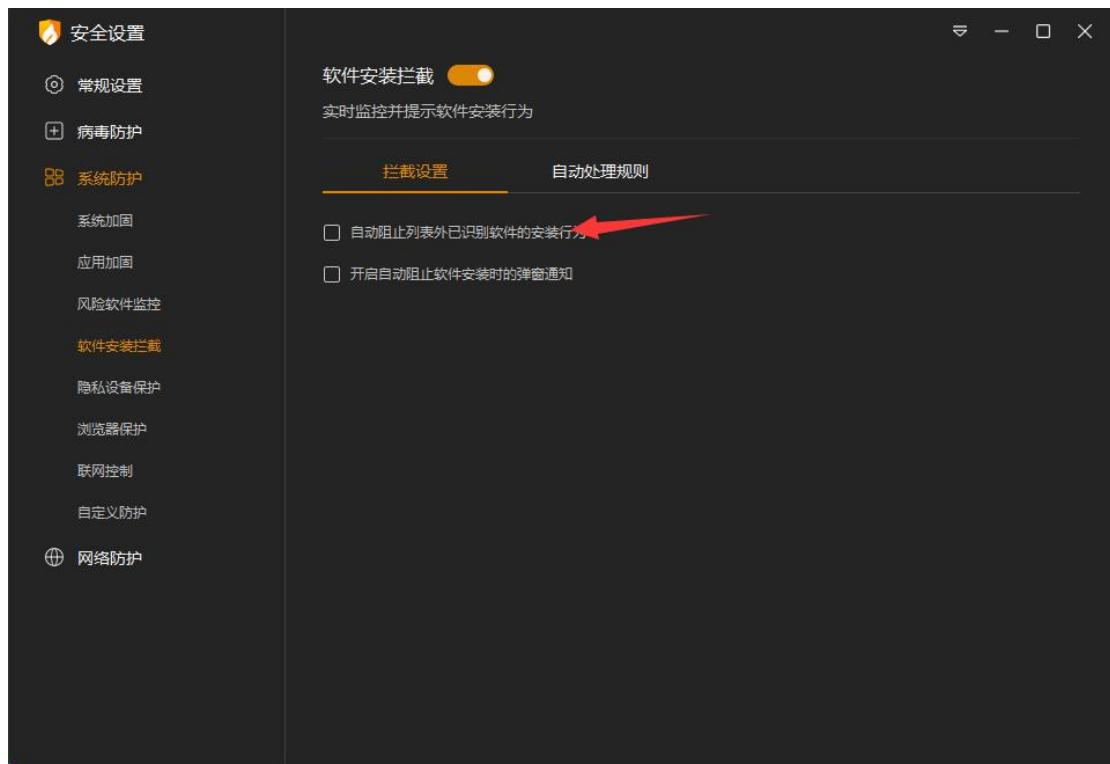 安全设置
常规设置
病毒防护
系统防护
系统加固
应用加固
风险软件监控
软件安装拦截
隐私设备保护
浏览器保护
联网控制
自定义防护
网络防护
软件安装拦截
实时监控并提示软件安装行为
拦截设置
自动处理规则
自动阻止列表外已识别软件的安装行为
开启自动阻止软件安装时的弹窗通知